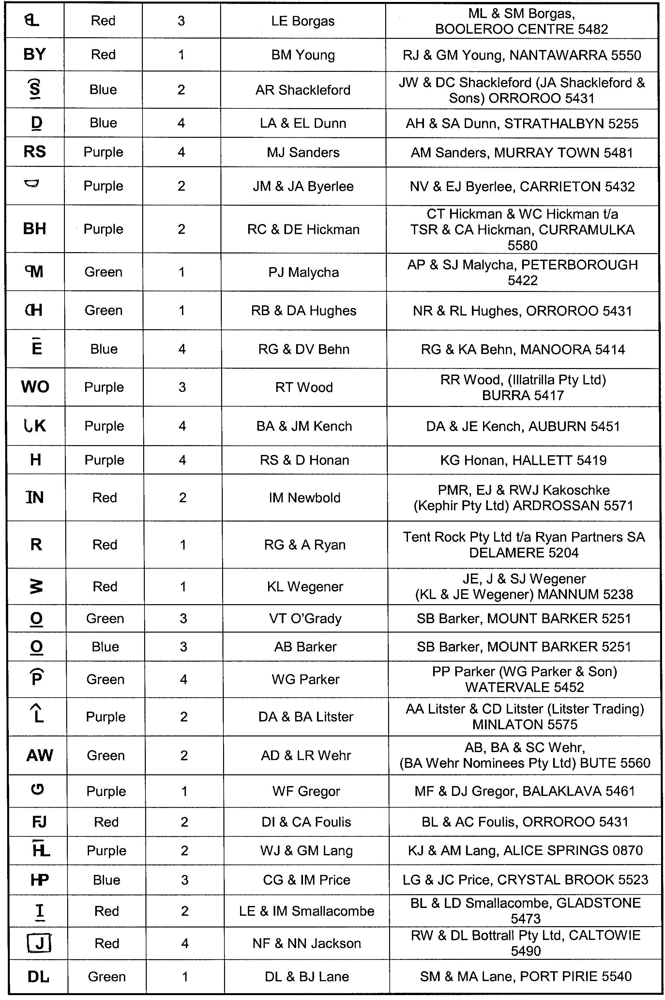 BL Red 3 LE Borgas ML & SM Borgas,
BOOLEROO CENTRE 5482
BY Red 1 BM Young RJ & GM Young, NANTAWARRA 5550
S Blue 2 AR Shackleford JW & DC Shackleford (JA Shackleford &
Sons) ORROROO 5431
D Blue 4 LA & EL Dunn AH & SA Dunn, STRATHALBYN 5255
RS Purple 4 MJ Sanders AM Sanders, MURRAY TOWN 5481
D Purple 2 JM & JA Byerlee NV & EJ Byerlee, CARRIETON 5432
CT Hickman & WC Hickman t/a
BH Purple 2 RC & DE Hickman TSR & CA Hickman, CURRAMULKA
5580
M Green 1 PJ Malycha AP & SJ Malycha, PETERBOROUGH
5422
H Green 1 RB & DA Hughes NR & RL Hughes, ORROROO 5431
E Blue 4 RG & DV Behn RG & KA Behn, MANOORA 5414
WO Purple 3 RT Wood RR Wood, (Illatrilla Pty Ltd)
BURRA 5417
K Purple 4 BA & JM Kench DA & JE Kench, AUBURN 5451
H Purple 4 RS & D Honan KG Honan, HALLETT 5419
IN Red 2 IM Newbold PMR, EJ & RWJ Kakoschke
(Kephir Pty Ltd) ARDROSSAN 5571
R Red 1 RG & A Ryan Tent Rock Pty Ltd t/a Ryan Partners SA
DELAMERE 5204
W Red 1 KL Wegener JE, J & SJ Wegener
(KL & JE Wegener) MANNUM 5238
O Green 3 VT O'Grady SB Barker, MOUNT BARKER 5251
O Blue 3 AB Barker SB Barker, MOUNT BARKER 5251
P Green 4 WG Parker PP Parker (WG Parker & Son)
WATERVALE 5452
L Purple 2 DA & BA Litster AA Litster & CD Litster (Litster Trading)
MINLATON 5575
AW Green 2 AD & LR Wehr AB, BA & SC Wehr,
(BA Wehr Nominees Pty Ltd) BUTE 5560
G Purple 1 WF Gregor MF & DJ Gregor, BALAKLAVA 5461
FJ Red 2 DI & CA Foulis BL & AC Foulis, ORROROO 5431
HL Purple 2 WJ & GM Lang KJ & AM Lang, ALICE SPRINGS 0870
HP Blue 3 CG & IM Price LG & JC Price, CRYSTAL BROOK 5523
I Red 2 LE & IM Smallacombe BL & LD Smallacombe, GLADSTONE
5473
J Red 4 NF & NN Jackson RW & DL Bottrall Pty Ltd, CALTOWIE
5490
DL Green 1 DL & BJ Lane SM & MA Lane, PORT PIRIE 5540